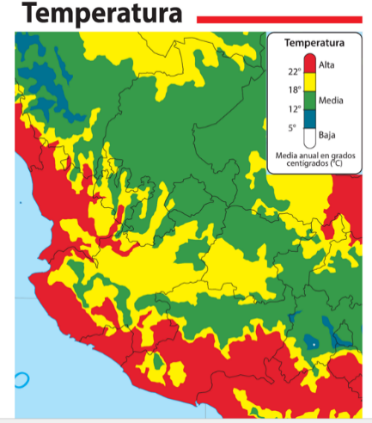 Temperatura
Temperatura
Alta
22°
18°
Media
12°
5°
Baja
Media anual en grados
centígrados (°C)